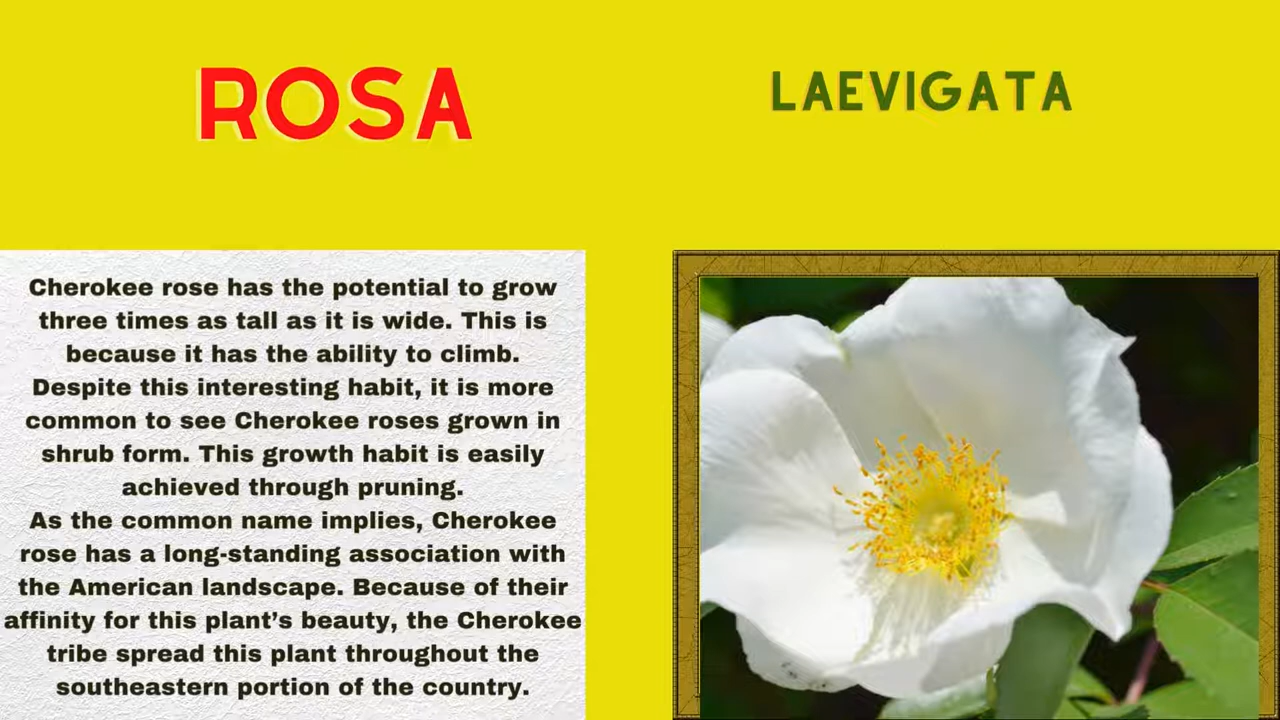 ROSA
LAEVIGATA
Cherokee rose has the potential to grow
three times as tall as it is wide. This is
because it has the ability to climb.
Despite this interesting habit, it is more
common to see Cherokee roses grown in
shrub form. This growth habit is easily
achieved through pruning.
As the common name implies, Cherokee
rose has a long-standing association with
the American landscape. Because of their
affinity for this plant’s beauty, the Cherokee
tribe spread this plant throughout the
southeastern portion of the country.